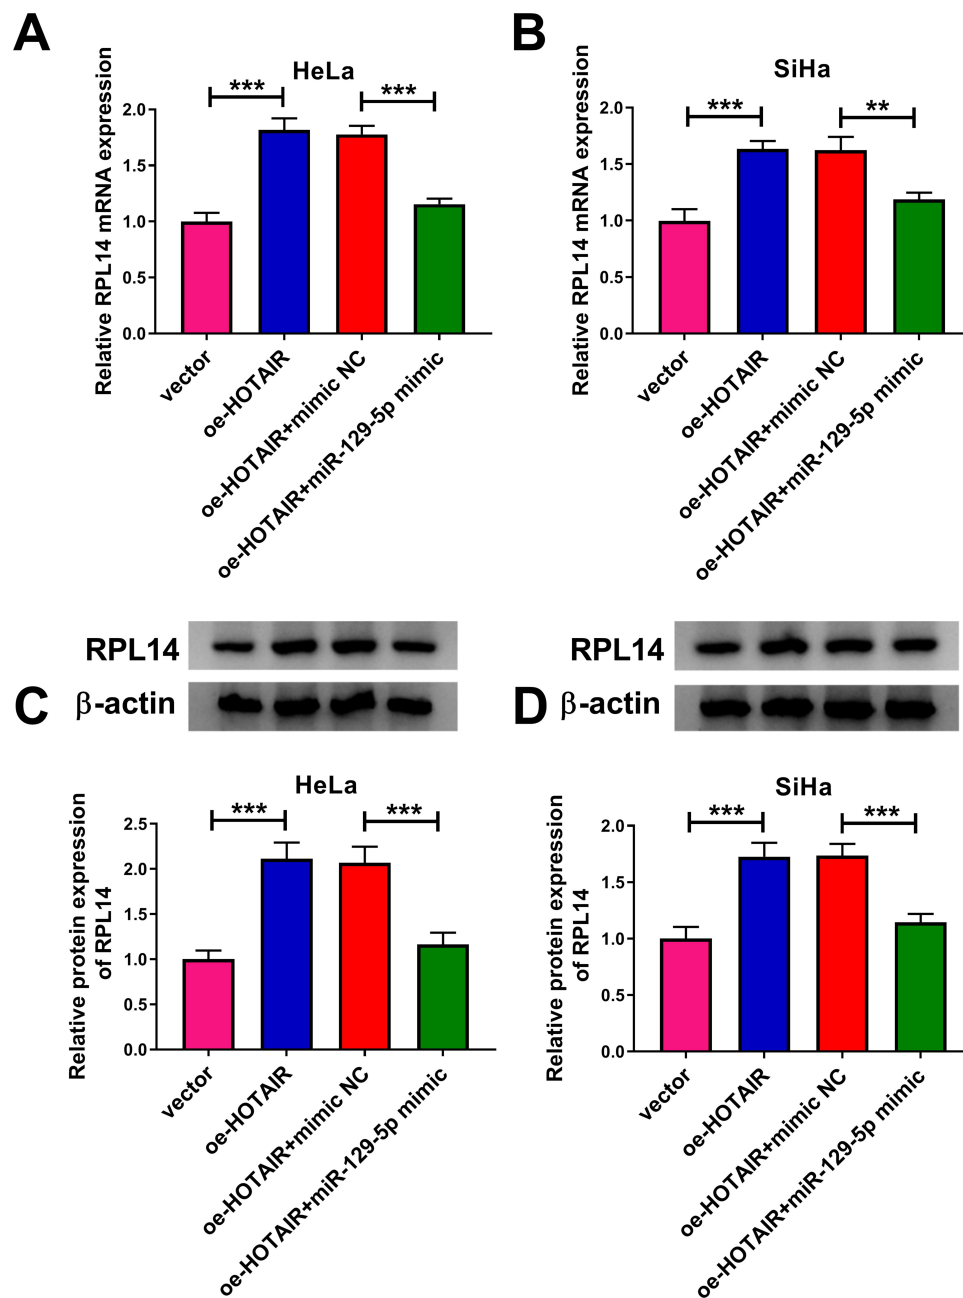 A
HeLa
Relative RPL14 mRNA expression
2.0
1.5
1.0
0.5
0.0
***
***
vector
oe-HOTAIR
oe-HOTAIR+mimic NC
oe-HOTAIR+miR-129-5p mimic
B
SiHa
Relative RPL14 mRNA expression
2.0
1.5
1.0
0.5
0.0
***
**
vector
oe-HOTAIR
oe-HOTAIR+mimic NC
oe-HOTAIR+miR-129-5p mimic
C
RPL14
β-actin
HeLa
Relative protein expression
of RPL14
2.5
2.0
1.5
1.0
0.5
0.0
***
***
vector
oe-HOTAIR
oe-HOTAIR+mimic NC
oe-HOTAIR+miR-129-5p mimic
D
RPL14
β-actin
SiHa
Relative protein expression
of RPL14
2.0
1.5
1.0
0.5
0.0
***
***
vector
oe-HOTAIR
oe-HOTAIR+mimic NC
oe-HOTAIR+miR-129-5p mimic